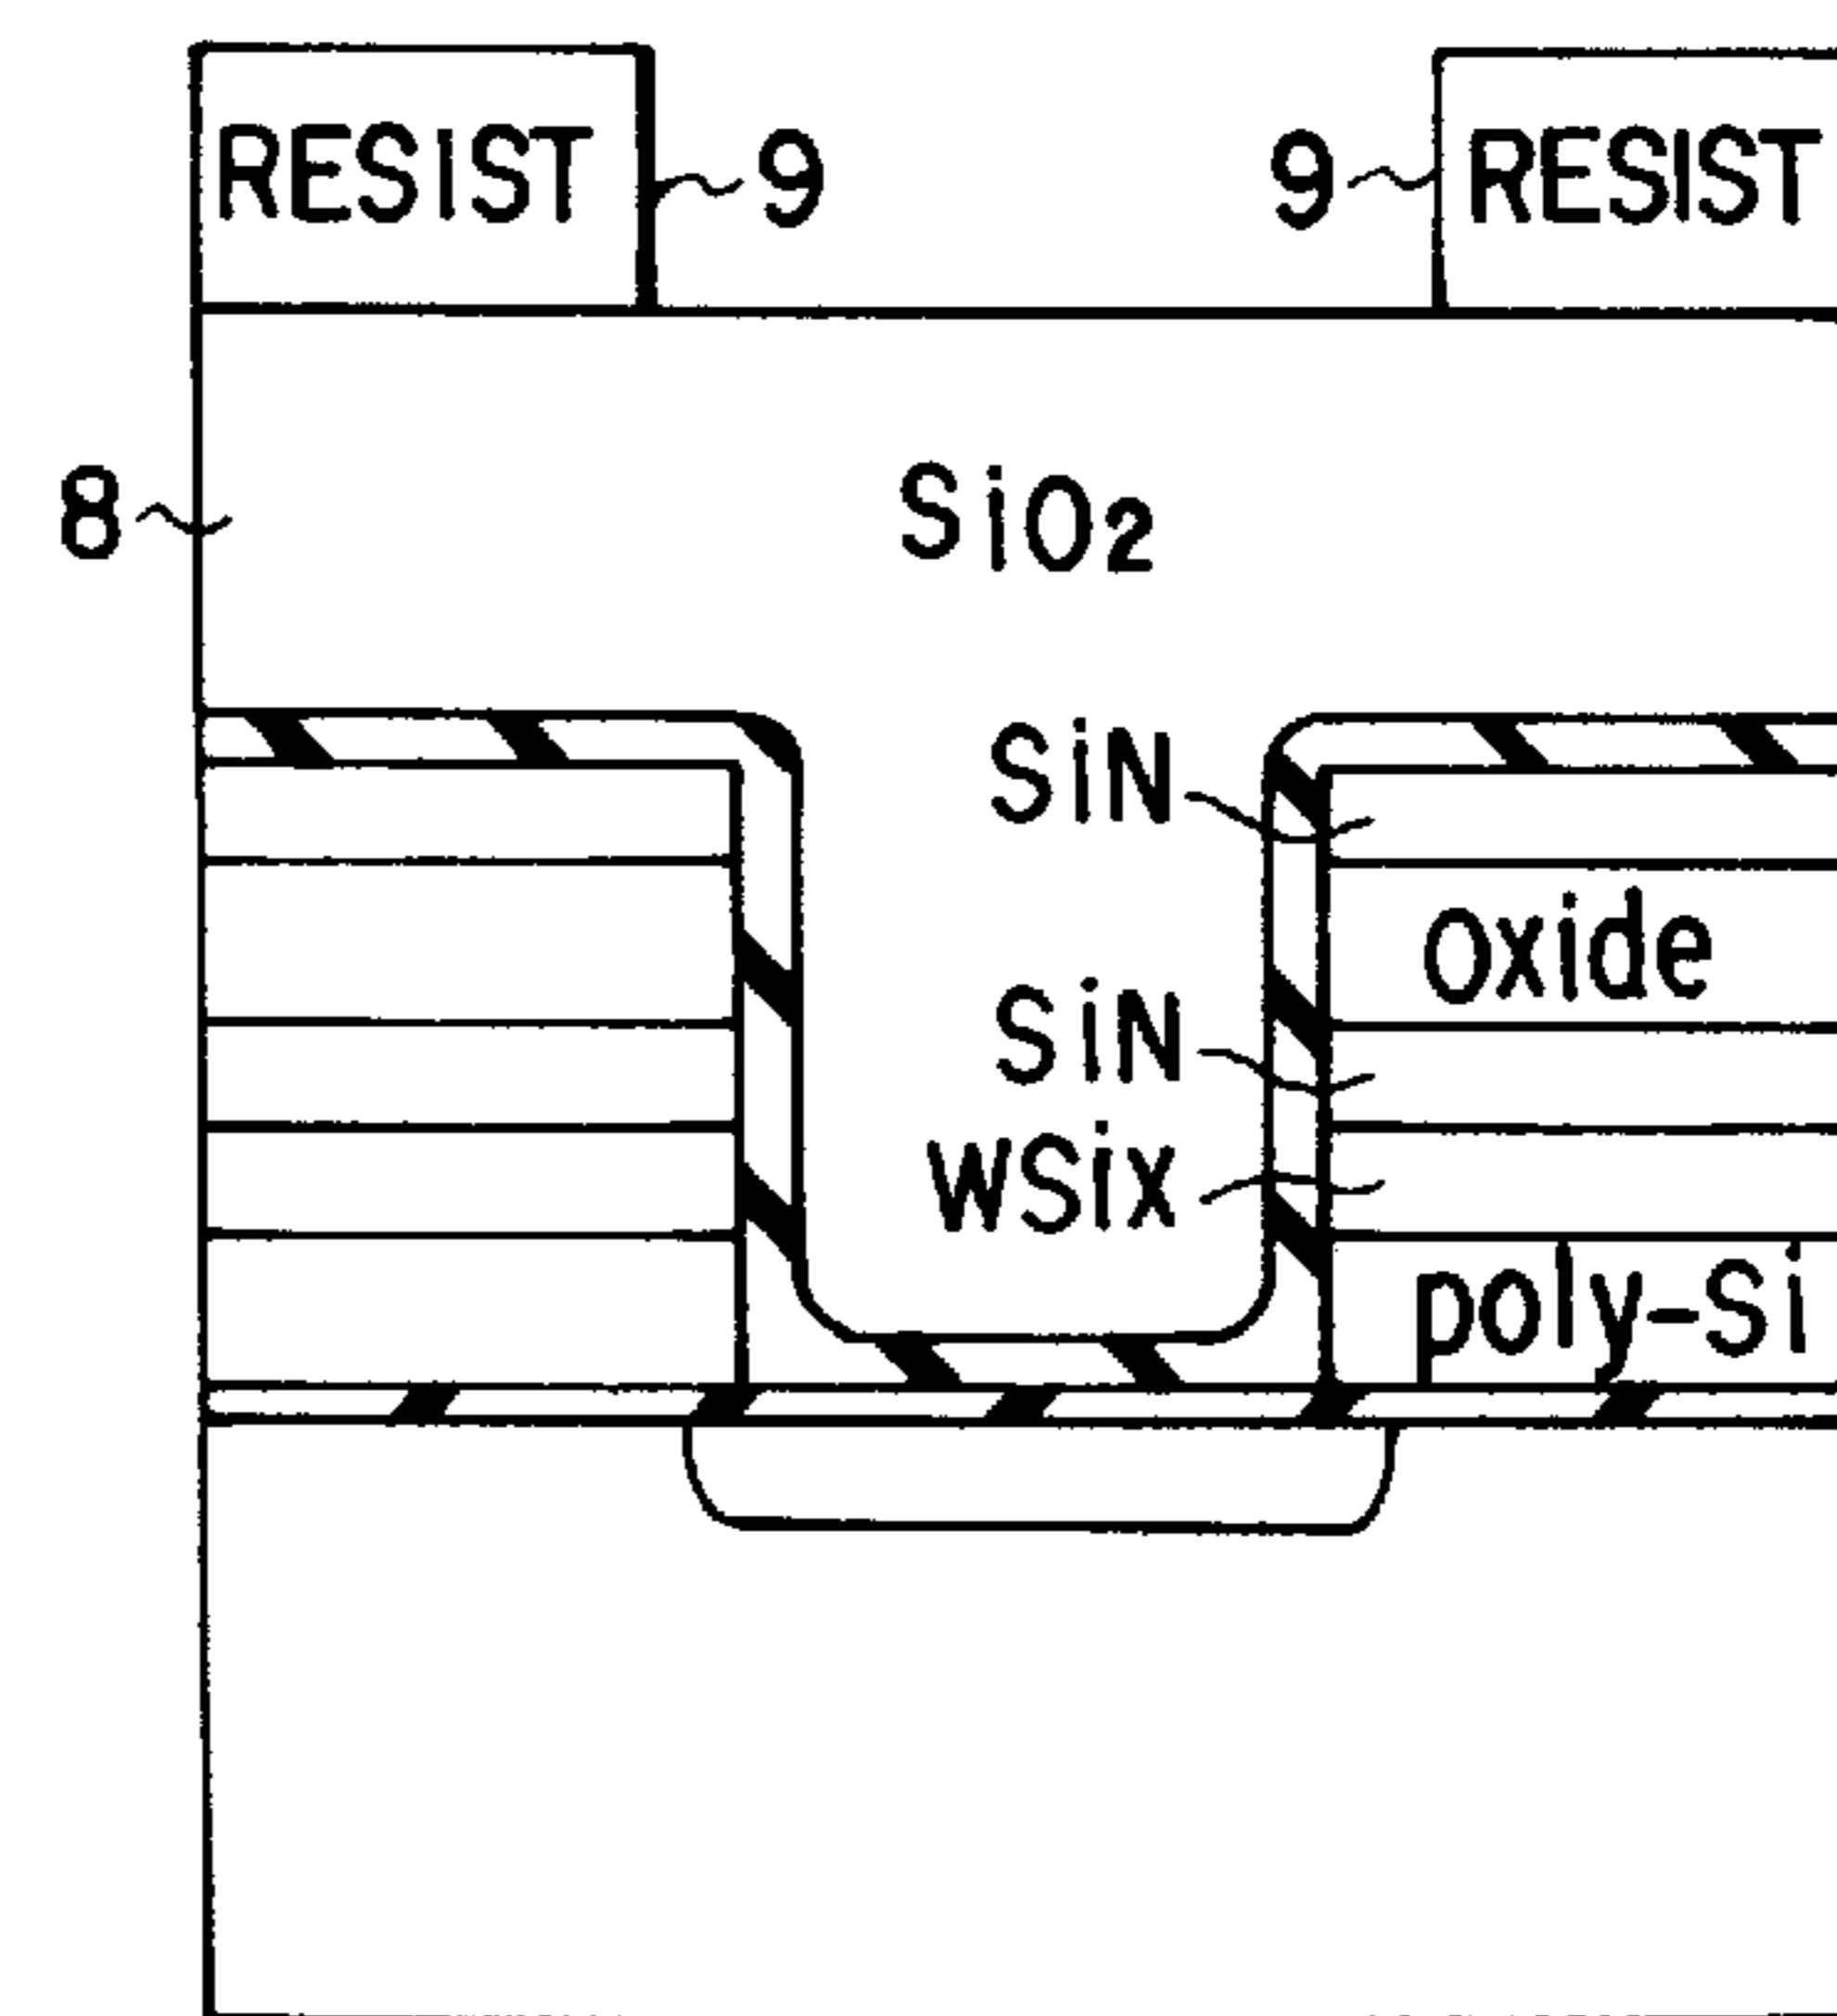 RESIST 9 9 RESIST
8 SiO2
SiN
oxide
SiN
WSix
poly-Si